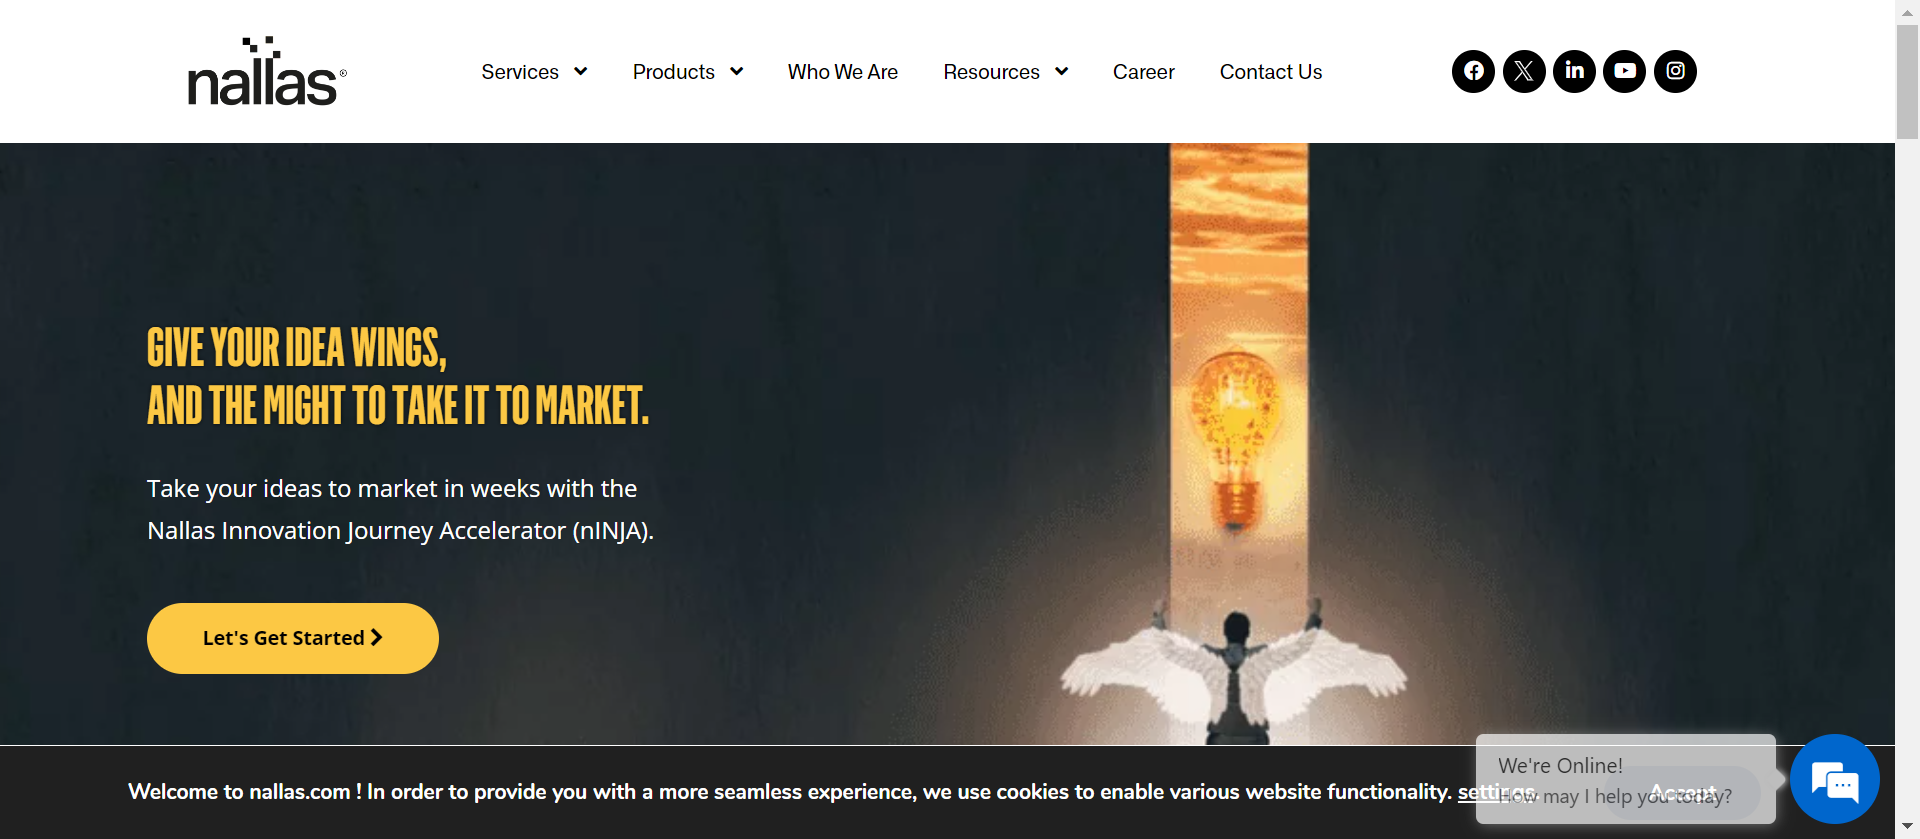 nallas®
Services
Products
Who We Are
Resources
Career
Contact Us
GIVE YOUR IDEA WINGS,
AND THE MIGHT TO TAKE IT TO MARKET.
Take your ideas to market in weeks with the
Nallas Innovation Journey Accelerator (nINJA).
Let's Get Started
Welcome to nallas.com ! In order to provide you with a more seamless experience, we use cookies to enable various website functionality. settings.
Accept
We're Online!
How may I help you today?